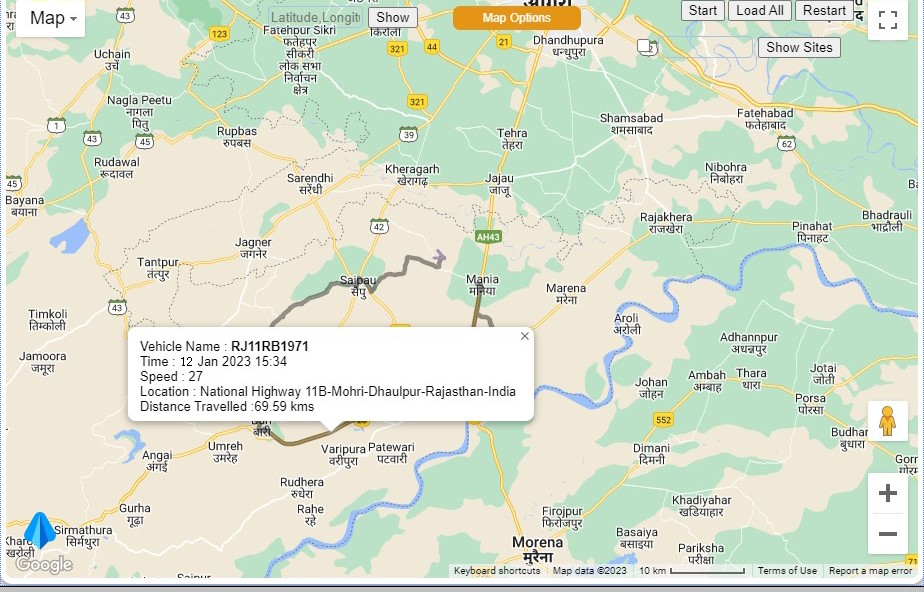 Map
Latitude,Longit
Show
Map Options
Start
Load All
Restart
Show Sites
43
123
321
44
21
2
Fatehpur Sikri
फतेहपुर
सीकरी
लोक सभा
निर्वाचन
क्षेत्र
किरौली
Dhandhupura
धन्धुपुरा
Uchain
उचैं
Nagla Peetu
नागला
पितु
321
Shamsabad
शमसाबाद
Fatehabad
फतेहाबाद
1
43
45
Rupbas
रुपबस
39
Tehra
तेहरा
62
Rudawal
रूदावल
Sarendhi
सरेंधी
Kheragarh
खेरागढ़
Jajau
जाजू
Nibohra
निबोहरा
45
Bayana
बयाना
42
AH43
Rajakhera
राजखेरा
Pinahat
पिनाहट
Bhadrauli
भाद्रौली
Jagner
जगनेर
Tantpur
तंत्पुर
Saipau
सैंपू
Mania
मनिया
Marena
मरेना
43
Timkoli
तिम्कोली
Aroli
अरोली
Vehicle Name : RJ11RB1971
Time : 12 Jan 2023 15:34
Speed : 27
Location : National Highway 11B-Mohri-Dhaulpur-Rajasthan-India
Distance Travelled :69.59 kms
Adhannpur
अधन्नपुर
Jamoora
जमूरा
Johan
जोहन
Ambah
अम्बाह
Thara
थारा
Jotai
जोताी
Porsa
पोरसा
552
बारी
Umreh
उमरेह
Varipura
वरीपुरा
Patewari
पटवारी
Angai
अंगई
Dimani
दिमनी
Budhara
बुधारा
Rudhera
रुधेरा
Rahe
रहे
Gurha
गूढ़ा
Khadiyahar
खडियाहार
Firojpur
फिरोजपुर
Sirmathura
सिरमथुरा
खरोली
Basaiya
बसाइया
Pariksha
परीक्षा
Morena
मुरैना
71
Google
Keyboard shortcuts
Map data ©2023
10 km
Terms of Use
Report a map error